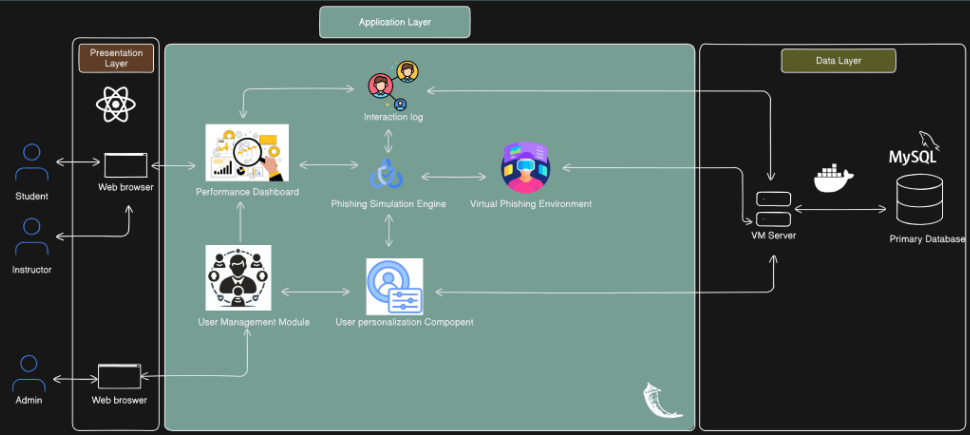 Application Layer
Presentation
Layer
Data Layer
Interaction log
MySQL
Web browser
Performance Dashboard
Student
Phishing Simulation Engine
Virtual Phishing Environment
VM Server
Primary Database
Instructor
User Management Module
User personalization Compopent
Admin
Web broswer